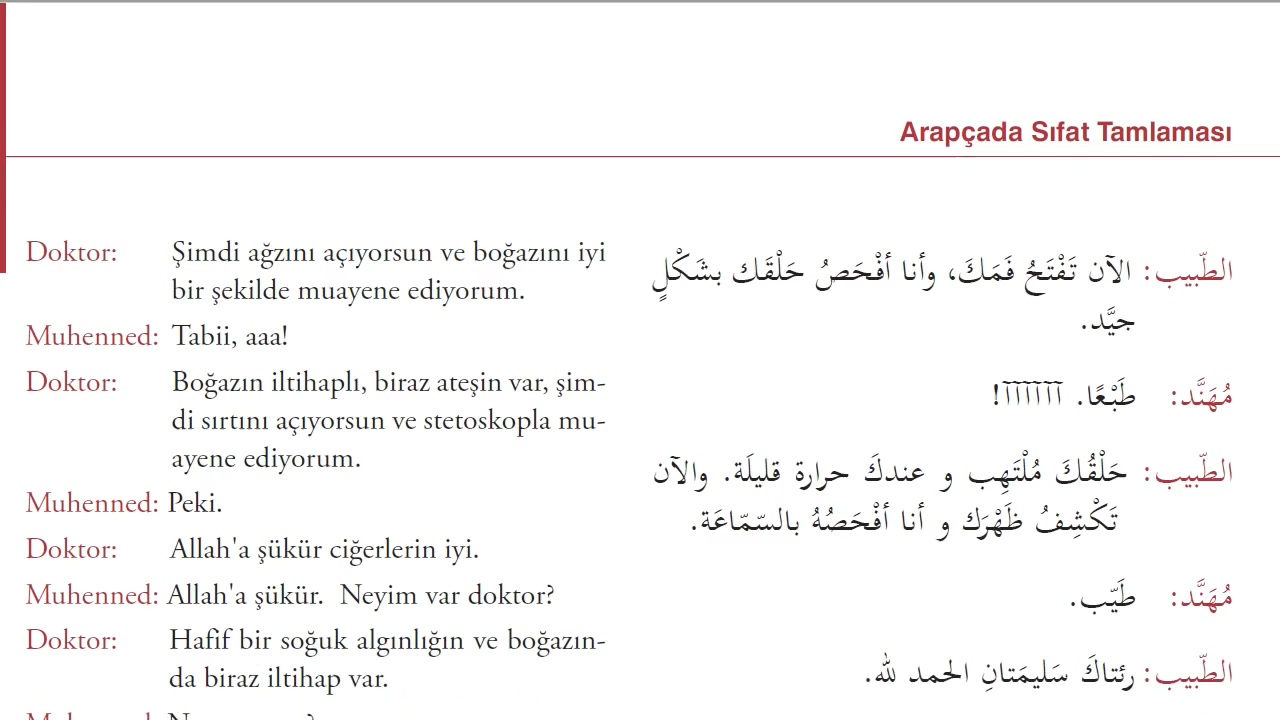 Arapçada Sıfat Tamlaması
Doktor: Şimdi ağzını açıyorsun ve boğazını iyi
bir şekilde muayene ediyorum.
Muhenned: Tabii, aaa!
Doktor: Boğazın iltihaplı, biraz ateşin var, şim-
di sırtını açıyorsun ve stetoskopla mu-
ayene ediyorum.
Muhenned: Peki.
Doktor: Allah'a şükür ciğerlerin iyi.
Muhenned: Allah'a şükür. Neyim var doktor?
Doktor: Hafif bir soğuk algınlığın ve boğazın-
da biraz iltihap var.
الطّبيب: الآن تَفْتَحُ فَمَكَ، وأنا أفْحَصُ حَلْقَك بشَكْلٍ
جيَّد.
مُهَنَّد: طَبْعًا. آآآآآآ!
الطّبيب: حَلْقُكَ مُلْتَهِب و عندكَ حرارة قليلَة. والآن
تَكْشِفُ ظَهْرَك و أنا أفْحَصُهُ بالسّمّاعَة.
مُهَنَّد: طَيّب.
الطّبيب: رئتاكَ سَليمَتانِ الحمد لله.